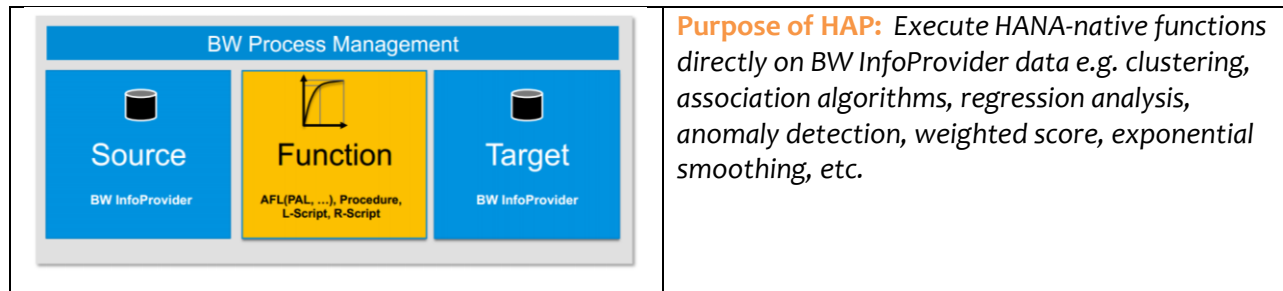 BW Process Management
Source
BW InfoProvider
Function
AFL(PAL, ...), Procedure,
L-Script, R-Script
Target
BW InfoProvider
Purpose of HAP: Execute HANA-native functions
directly on BW InfoProvider data e.g. clustering,
association algorithms, regression analysis,
anomaly detection, weighted score, exponential
smoothing, etc.